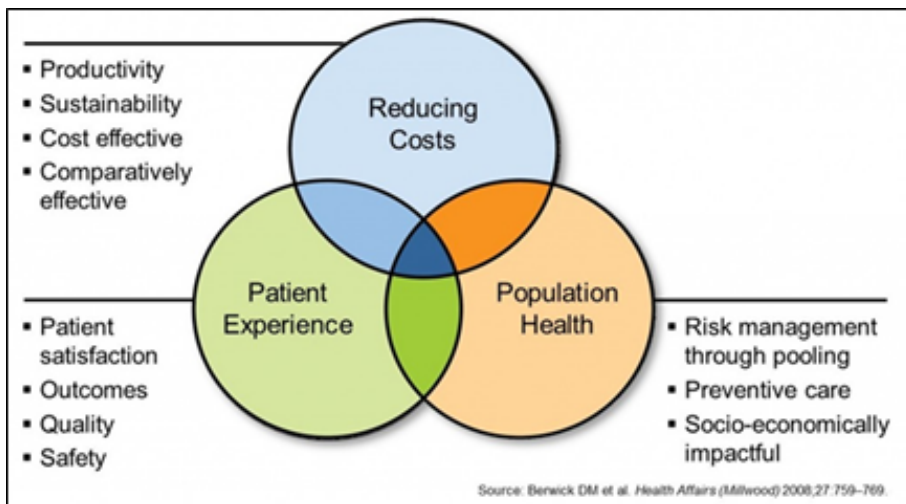 ▪ Productivity
▪ Sustainability
▪ Cost effective
▪ Comparatively
effective
Reducing
Costs
Patient
Experience
Population
Health
▪ Patient
satisfaction
▪ Outcomes
▪ Quality
▪ Safety
▪ Risk management
through pooling
▪ Preventive care
▪ Socio-economically
impactful
Source: Berwick DM et al. Health Affairs (Millwood) 2008;27:759–769.